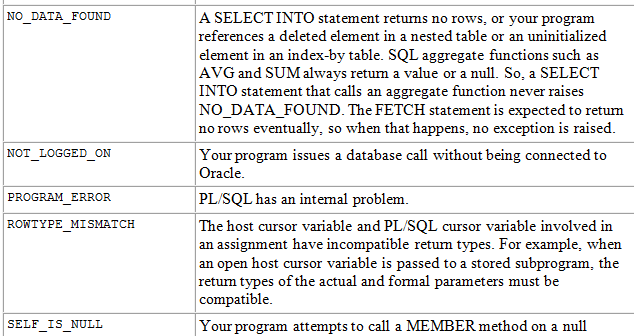 NO_DATA_FOUND
A SELECT INTO statement returns no rows, or your program
references a deleted element in a nested table or an uninitialized
element in an index-by table. SQL aggregate functions such as
AVG and SUM always return a value or a null. So, a SELECT
INTO statement that calls an aggregate function never raises
NO_DATA_FOUND. The FETCH statement is expected to return
no rows eventually, so when that happens, no exception is raised.
NOT_LOGGED_ON
Your program issues a database call without being connected to
Oracle.
PROGRAM_ERROR
PL/SQL has an internal problem.
ROWTYPE_MISMATCH
The host cursor variable and PL/SQL cursor variable involved in
an assignment have incompatible return types. For example, when
an open host cursor variable is passed to a stored subprogram, the
return types of the actual and formal parameters must be
compatible.
SELF_IS_NULL
Your program attempts to call a MEMBER method on a null